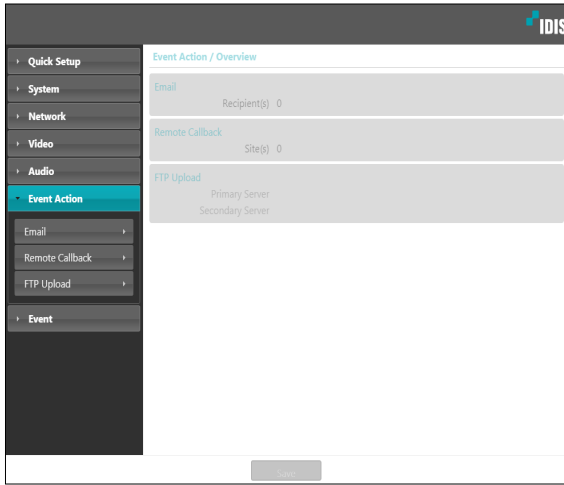 IDIS
Quick Setup
System
Network
Video
Audio
Event Action
Email
Remote Callback
FTP Upload
Event
Event Action / Overview
Email
Recipient(s) 0
Remote Callback
Site(s) 0
FTP Upload
Primary Server
Secondary Server
Save